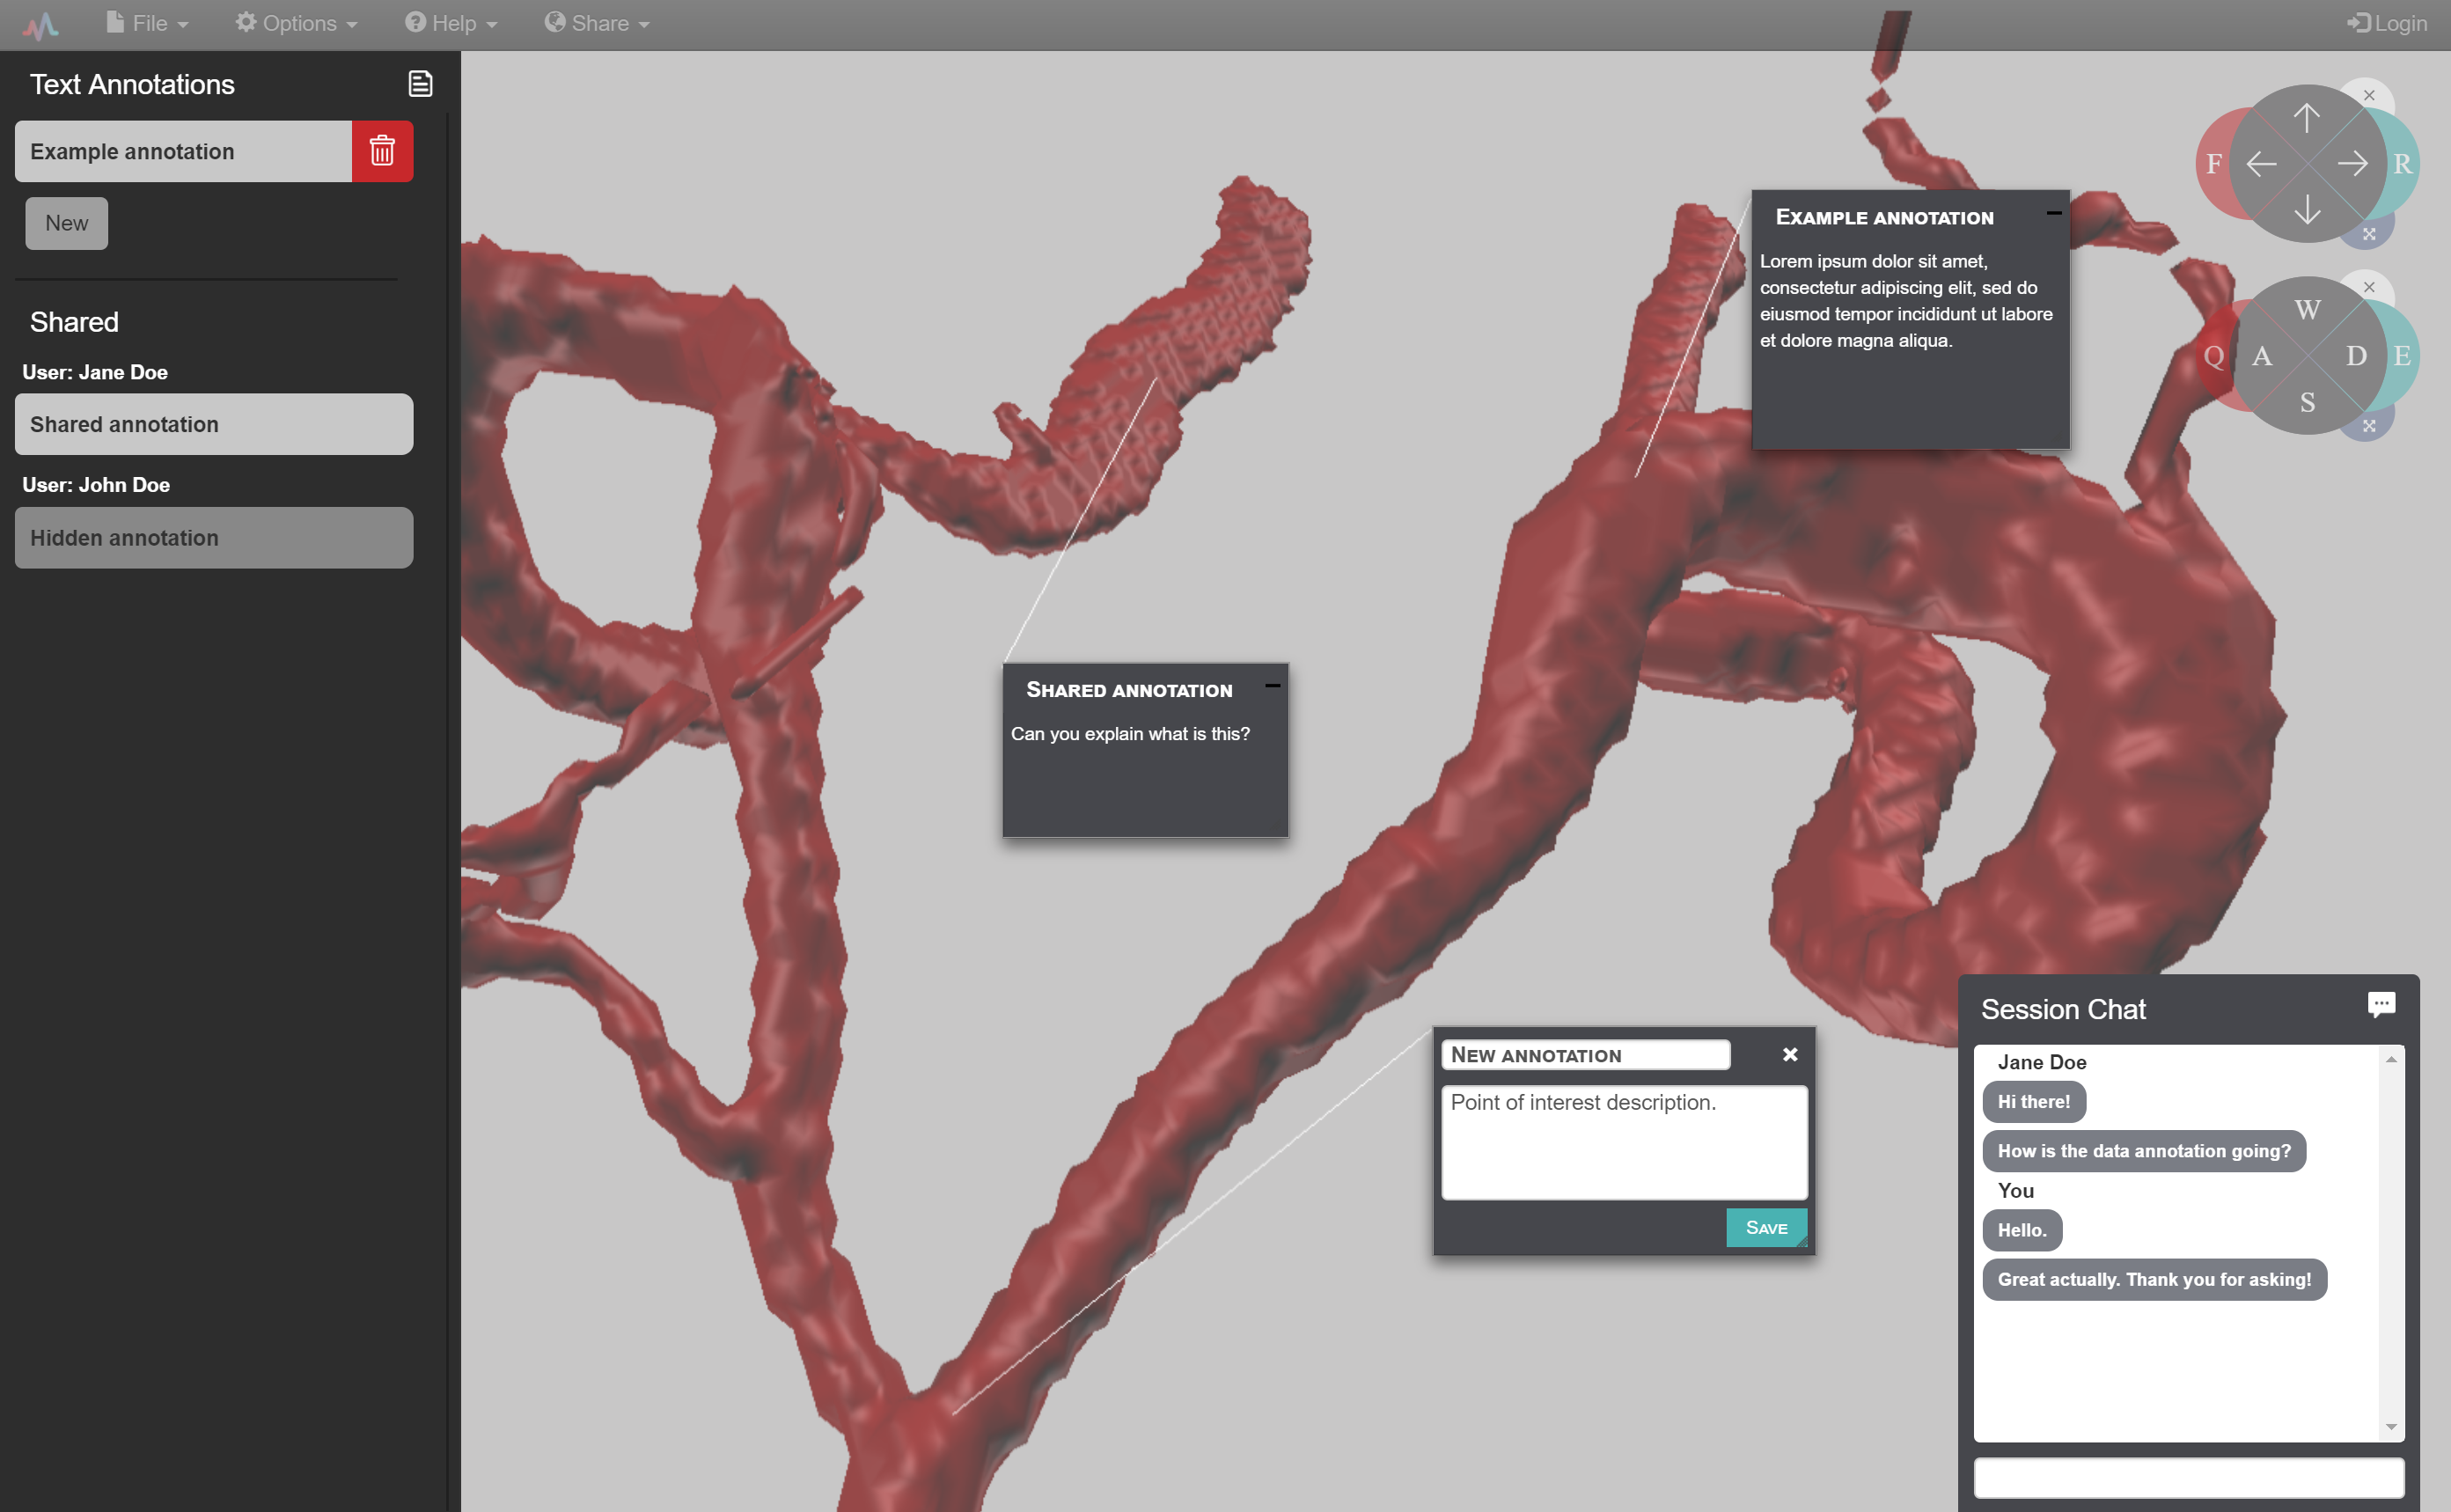 File
Options
Help
Share
Login
Text Annotations
Example annotation
New
Shared
User: Jane Doe
Shared annotation
User: John Doe
Hidden annotation
F
R
W
Q
A
D
E
S
Example annotation
Lorem ipsum dolor sit amet,
consectetur adipiscing elit, sed do
eiusmod tempor incididunt ut labore
et dolore magna aliqua.
Shared annotation
Can you explain what is this?
New annotation
Point of interest description.
Save
Session Chat
Jane Doe
Hi there!
How is the data annotation going?
You
Hello.
Great actually. Thank you for asking!